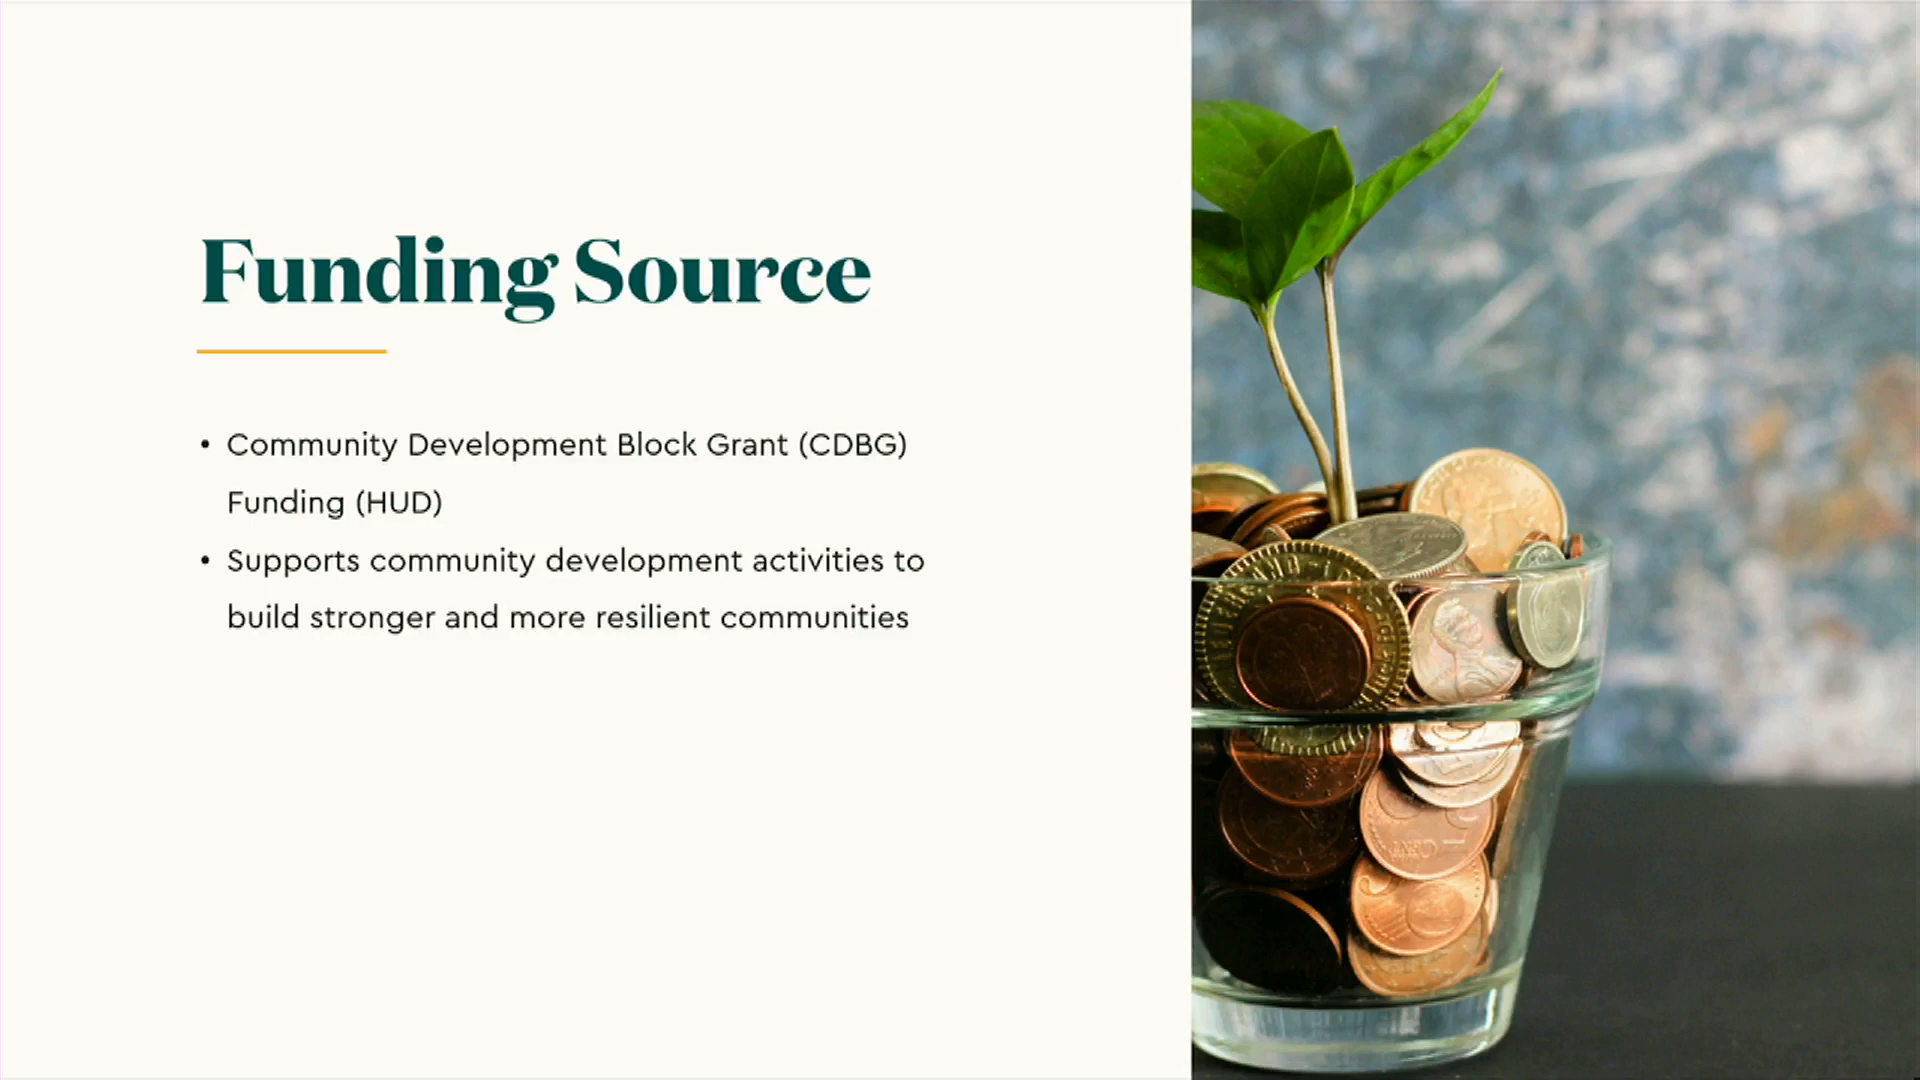 Funding Source
• Community Development Block Grant (CDBG)
Funding (HUD)
• Supports community development activities to
build stronger and more resilient communities